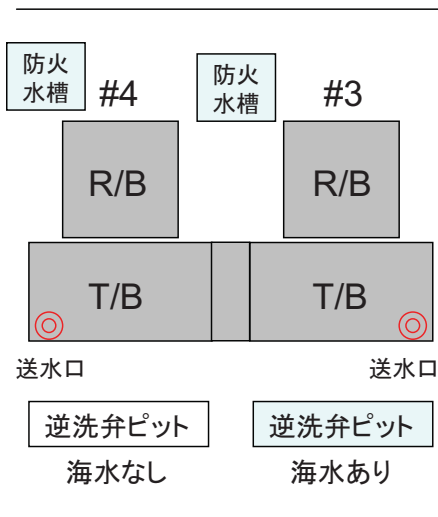 防火
水槽
#4
防火
水槽
#3
R/B
R/B
T/B
T/B
送水口
送水口
逆洗弁ピット
逆洗弁ピット
海水なし
海水あり